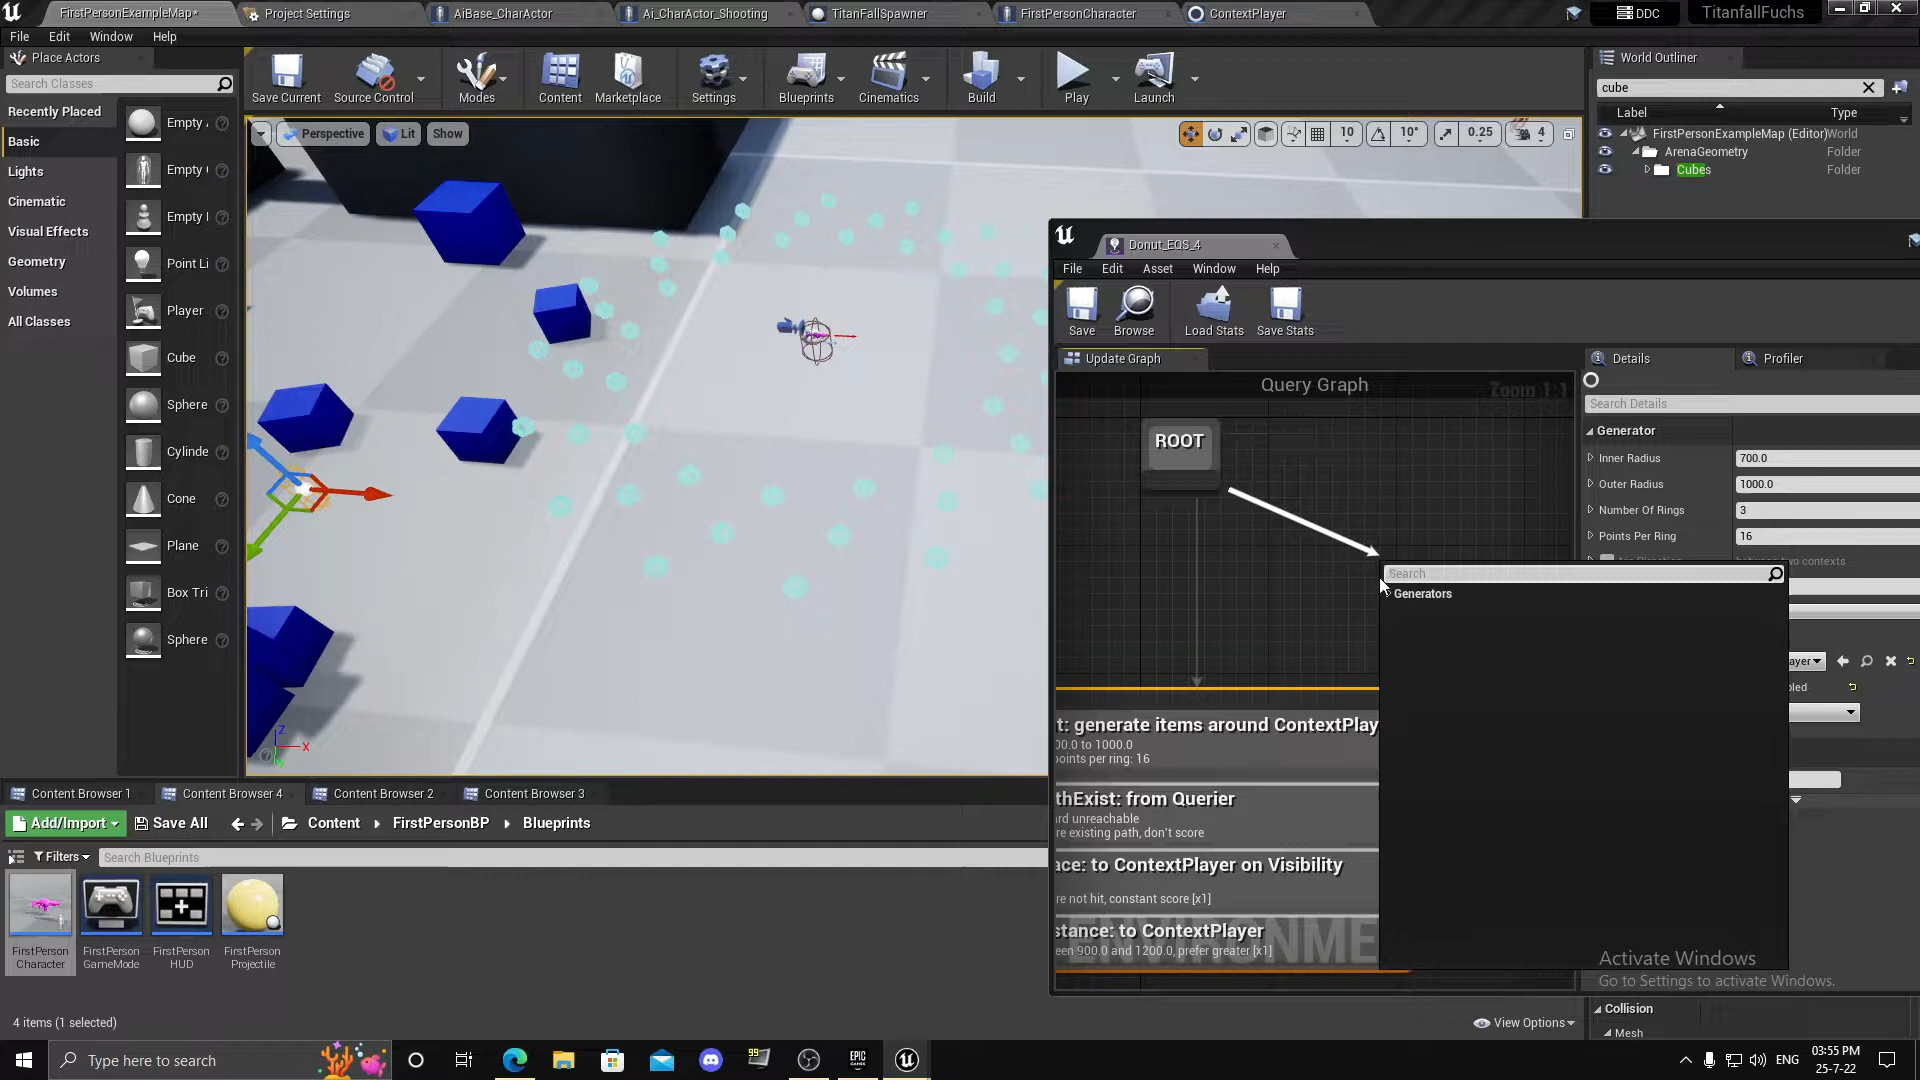 FirstPersonExampleMap*
Project Settings
AiBase_CharActor
Ai_CharActor_Shooting
TitanFallSpawner
FirstPersonCharacter
ContextPlayer
DDC
TitanfallFuchs
File Edit Window Help
Place Actors
Search Classes
Recently Placed
Basic
Lights
Cinematic
Visual Effects
Geometry
Volumes
All Classes
Empty
Empty
Empty
Point Li
Player
Cube
Sphere
Cylinde
Cone
Plane
Box Tri
Sphere
Save Current
Source Control
Modes
Content
Marketplace
Settings
Blueprints
Cinematics
Build
Play
Launch
Perspective
Lit
Show
10
10°
0.25
4
World Outliner
cube
Label
Type
FirstPersonExampleMap (Editor)
World
ArenaGeometry
Folder
Cubes
Folder
Donut_EQS_4
File Edit Asset Window Help
Save
Browse
Load Stats
Save Stats
Update Graph
Query Graph
Zoom 1:1
ROOT
Search
Generators
t: generate items around ContextPlay
00.0 to 1000.0
points per ring: 16
thExist: from Querier
rd unreachable
re existing path, don't score
ace: to ContextPlayer on Visibility
re not hit, constant score [x1]
stance: to ContextPlayer
een 900.0 and 1200.0, prefer greater [x1]
ENVIRONME
Details
Profiler
Search Details
Generator
Inner Radius
700.0
Outer Radius
1000.0
Number Of Rings
3
Points Per Ring
16
between two contexts
ayer
bled
Activate Windows
Go to Settings to activate Windows.
Collision
Mesh
Z
X
Content Browser 1
Content Browser 4
Content Browser 2
Content Browser 3
Add/Import
Save All
Content
FirstPersonBP
Blueprints
Filters
Search Blueprints
FirstPerson
Character
FirstPerson
GameMode
FirstPerson
HUD
FirstPerson
Projectile
4 items (1 selected)
View Options
Type here to search
99
EPIC
GAMES
ENG
03:55 PM
25-7-22